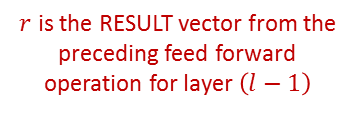 r is the RESULT vector from the
preceding feed forward
operation for layer (l − 1)